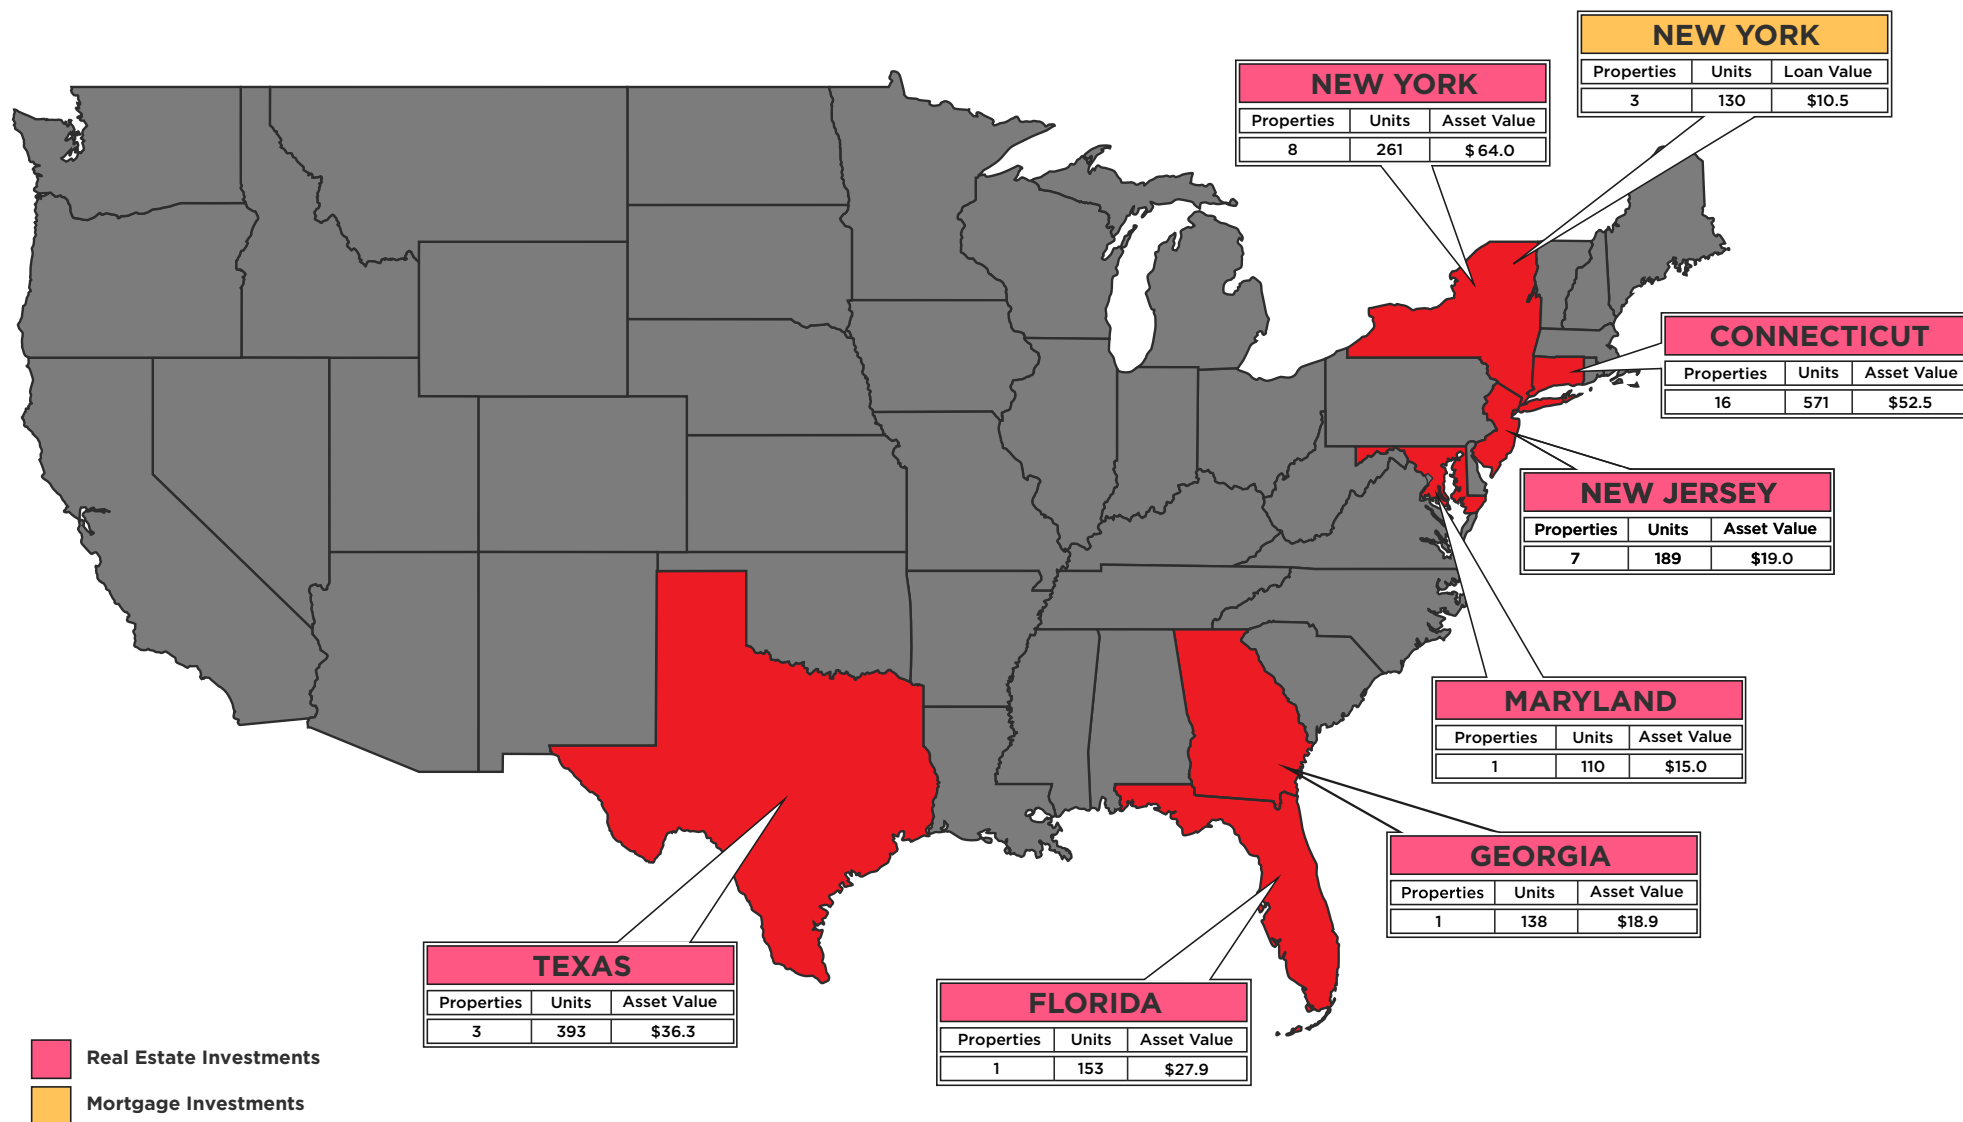 NEW YORK
Properties Units Loan Value
3 130 $10.5
NEW YORK
Properties Units Asset Value
8 261 $ 64.0
CONNECTICUT
Properties Units Asset Value
16 571 $52.5
NEW JERSEY
Properties Units Asset Value
7 189 $19.0
MARYLAND
Properties Units Asset Value
1 110 $15.0
GEORGIA
Properties Units Asset Value
1 138 $18.9
TEXAS
Properties Units Asset Value
3 393 $36.3
FLORIDA
Properties Units Asset Value
1 153 $27.9
Real Estate Investments
Mortgage Investments